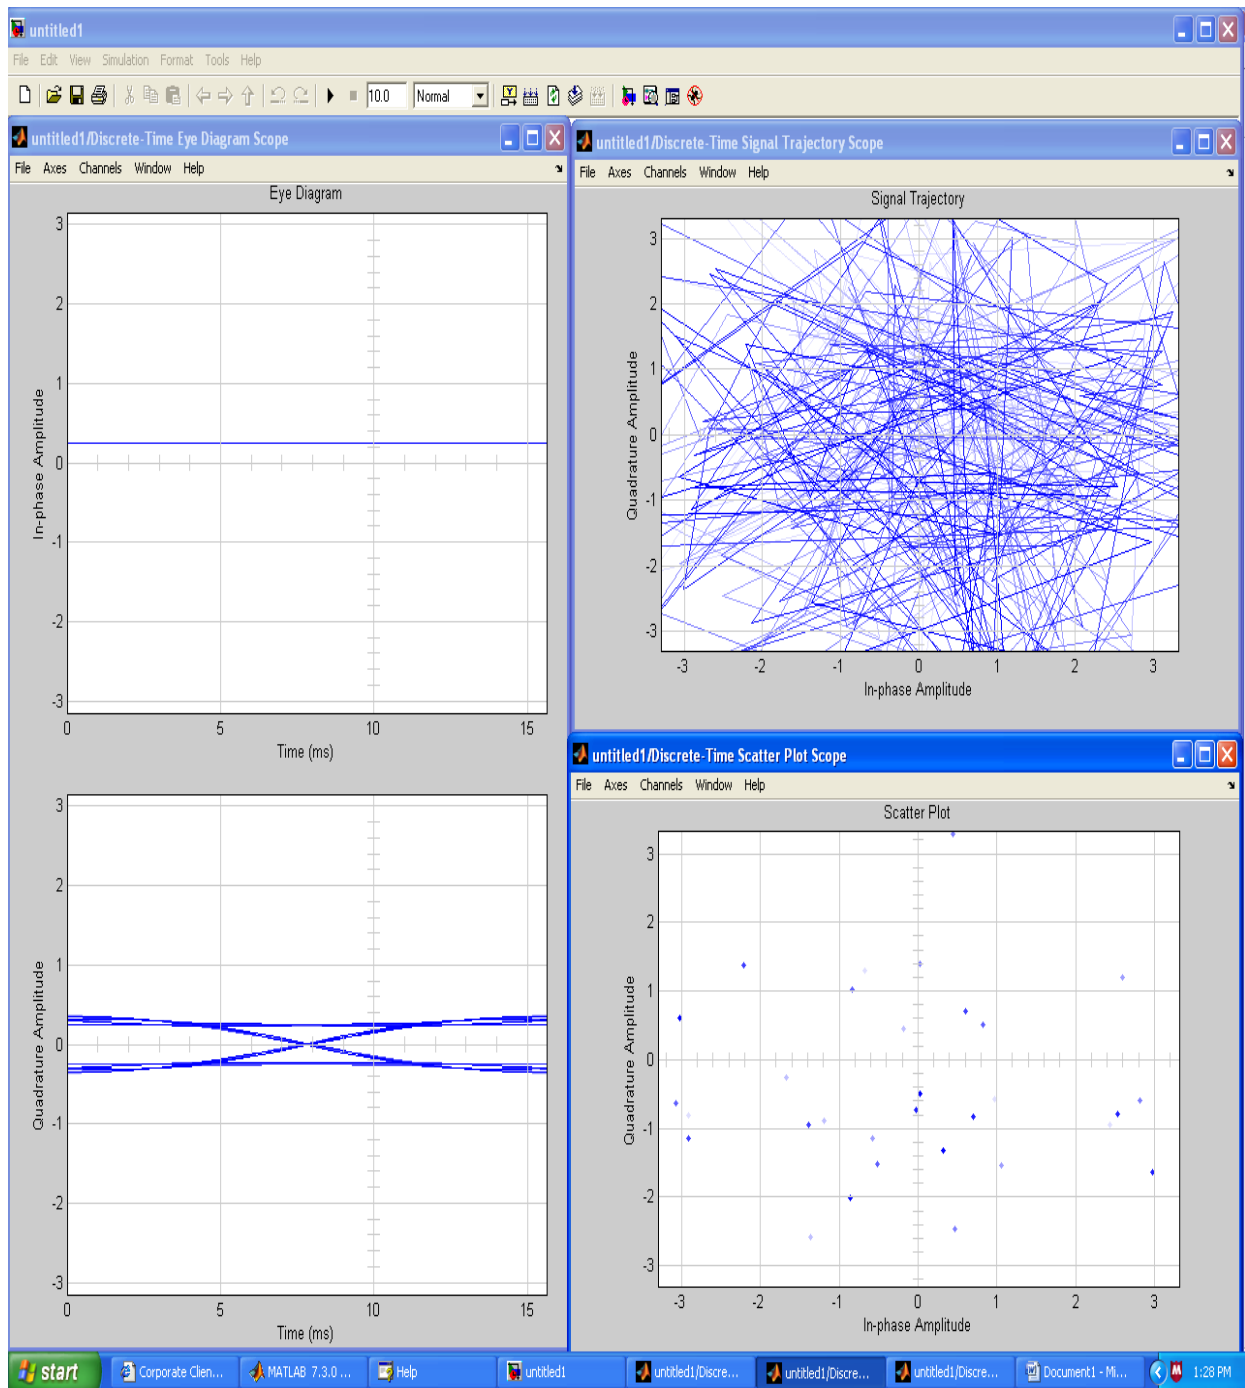 untitled1
File Edit View Simulation Format Tools Help
10.0 Normal
untitled1/Discrete-Time Eye Diagram Scope
File Axes Channels Window Help
Eye Diagram
3
2
1
0
-1
-2
-3
In-phase Amplitude
0 5 10 15
Time (ms)
3
2
1
0
-1
-2
-3
Quadrature Amplitude
0 5 10 15
Time (ms)
untitled1/Discrete-Time Signal Trajectory Scope
File Axes Channels Window Help
Signal Trajectory
3
2
1
0
-1
-2
-3
Quadrature Amplitude
-3 -2 -1 0 1 2 3
In-phase Amplitude
untitled1/Discrete-Time Scatter Plot Scope
File Axes Channels Window Help
Scatter Plot
3
2
1
0
-1
-2
-3
Quadrature Amplitude
-3 -2 -1 0 1 2 3
In-phase Amplitude
start Corporate Clien... MATLAB 7.3.0 ... Help untitled1 untitled1/Discre... untitled1/Discre... untitled1/Discre... Document1 - Mi... 1:28 PM